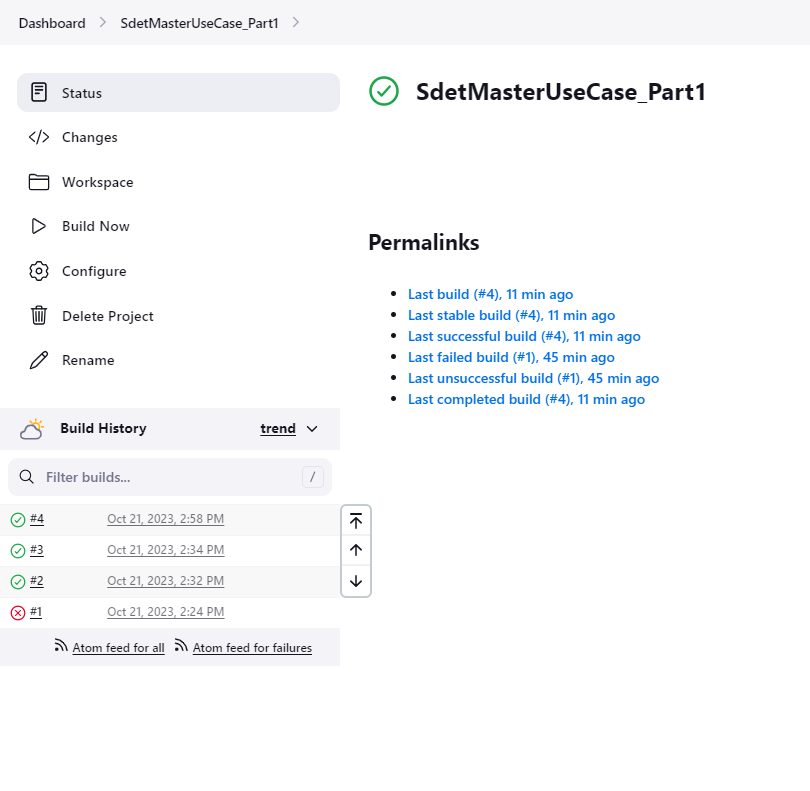 Dashboard > SdetMasterUseCase_Part1 >
Status
Changes
Workspace
Build Now
Configure
Delete Project
Rename
Build History trend
Filter builds... /
#4 Oct 21, 2023, 2:58 PM
#3 Oct 21, 2023, 2:34 PM
#2 Oct 21, 2023, 2:32 PM
#1 Oct 21, 2023, 2:24 PM
Atom feed for all Atom feed for failures
SdetMasterUseCase_Part1
Permalinks
Last build (#4), 11 min ago
Last stable build (#4), 11 min ago
Last successful build (#4), 11 min ago
Last failed build (#1), 45 min ago
Last unsuccessful build (#1), 45 min ago
Last completed build (#4), 11 min ago